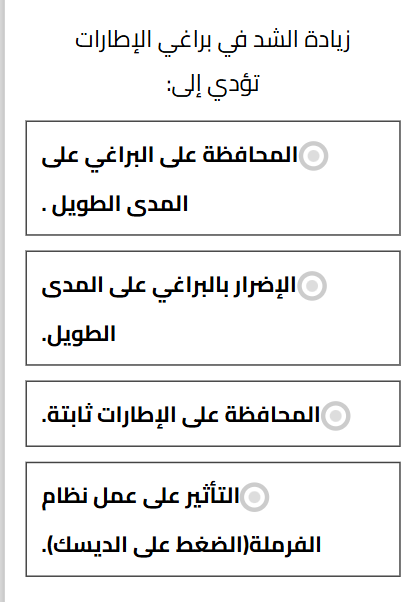 زيادة الشد في براغي الإطارات
تؤدي إلى:
المحافظة على البراغي على
المدى الطويل .
الإضرار بالبراغي على المدى
الطويل.
المحافظة على الإطارات ثابتة.
التأثير على عمل نظام
الفرملة(الضغط على الديسك).